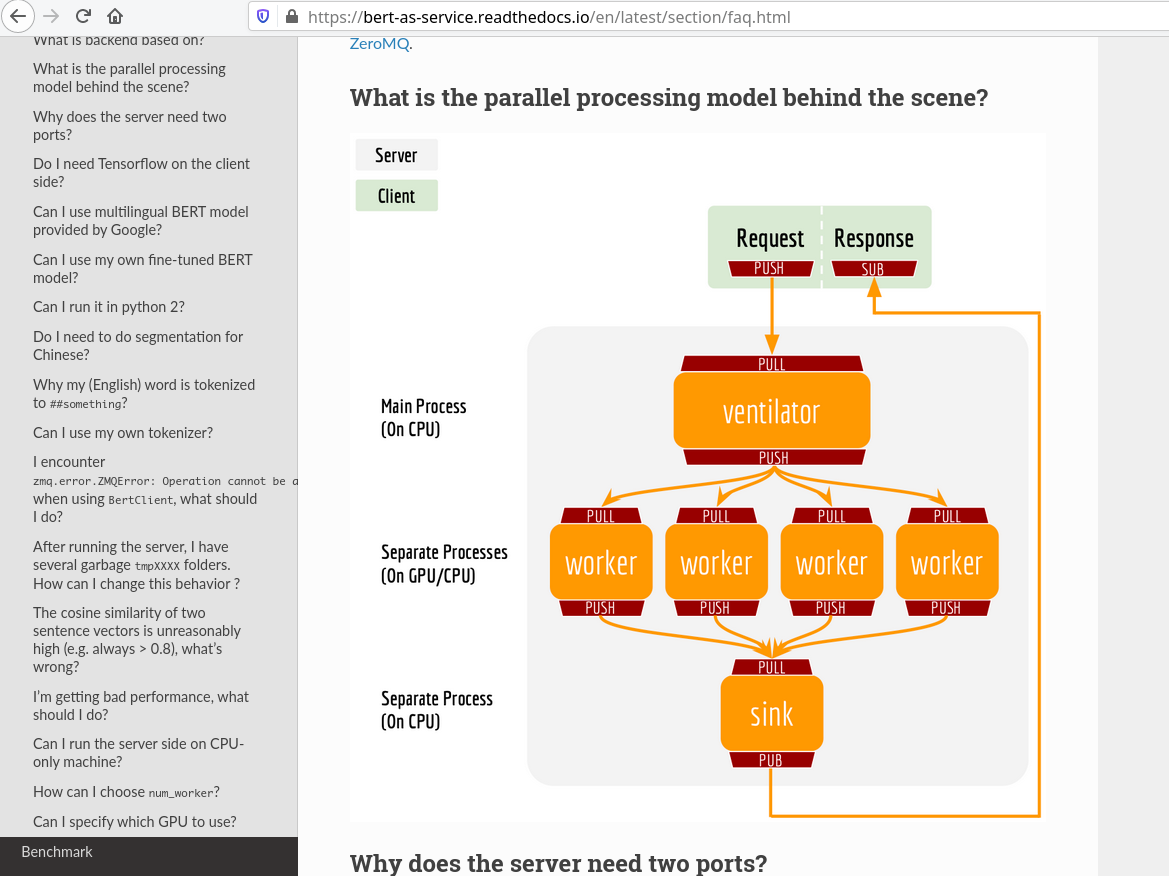 https://bert-as-service.readthedocs.io/en/latest/section/faq.html
What is backend based on?
What is the parallel processing
model behind the scene?
Why does the server need two
ports?
Do I need Tensorflow on the client
side?
Can I use multilingual BERT model
provided by Google?
Can I use my own fine-tuned BERT
model?
Can I run it in python 2?
Do I need to do segmentation for
Chinese?
Why my (English) word is tokenized
to ##something?
Can I use my own tokenizer?
I encounter
zmq.error.ZMQError: Operation cannot be a
when using BertClient, what should
I do?
After running the server, I have
several garbage tmpXXXX folders.
How can I change this behavior ?
The cosine similarity of two
sentence vectors is unreasonably
high (e.g. always > 0.8), what's
wrong?
I'm getting bad performance, what
should I do?
Can I run the server side on CPU-
only machine?
How can I choose num_worker?
Can I specify which GPU to use?
Benchmark
ZeroMQ.
What is the parallel processing model behind the scene?
Server
Client
Request Response
PUSH SUB
PULL
Main Process
(On CPU)
ventilator
PUSH
PULL PULL PULL PULL
Separate Processes
(On GPU/CPU)
worker worker worker worker
PUSH PUSH PUSH PUSH
PULL
Separate Process
(On CPU)
sink
PUB
Why does the server need two ports?